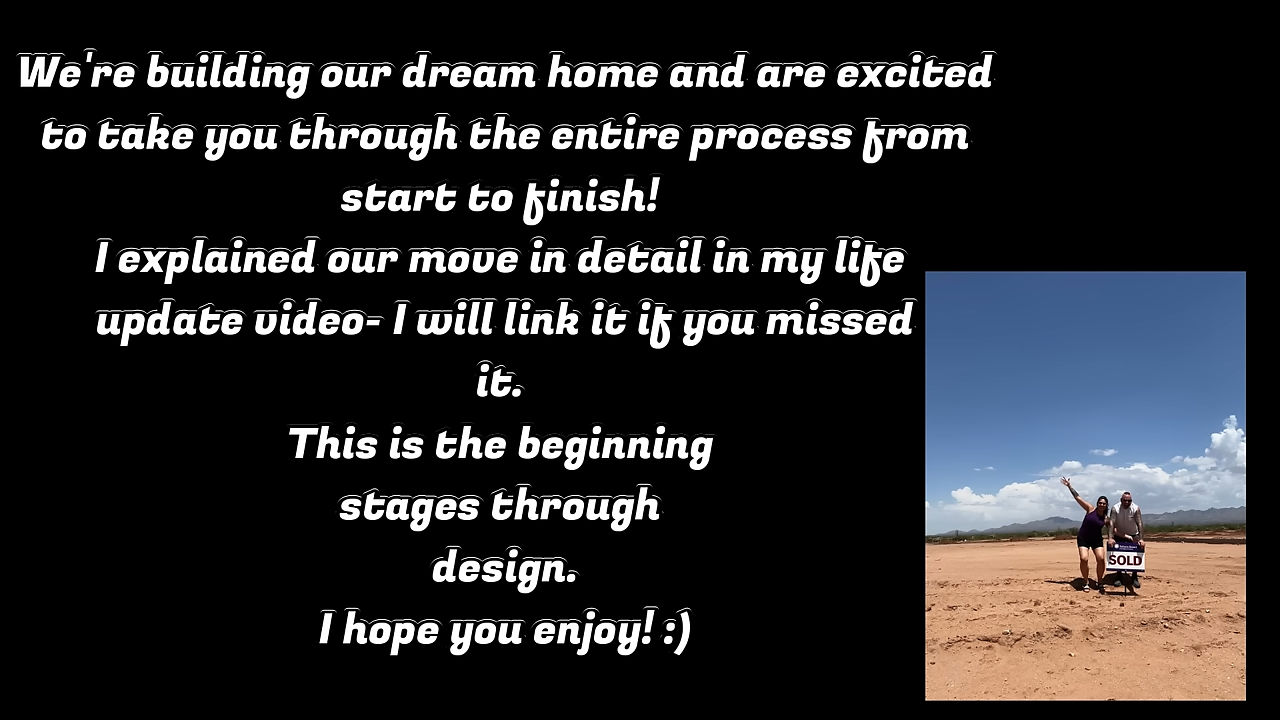 We're building our dream home and are excited
to take you through the entire process from
start to finish!
I explained our move in detail in my life
update video- I will link it if you missed
it.
This is the beginning
stages through
design.
I hope you enjoy! :)
SOLD